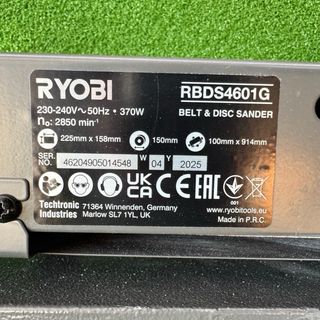 RYOBI RBDS4601G
230-240V~50Hz • 370W BELT & DISC SANDER
n₀: 2850 min⁻¹
225mm x 158mm 150mm 100mm x 914mm
SER. NO. 46204905014548 W 04 Y 2025
CE UK CA EAC 001
Techtronic Industries 71364 Winnenden, Germany www.ryobitools.eu
Marlow SL7 1YL, UK Made in P.R.C.